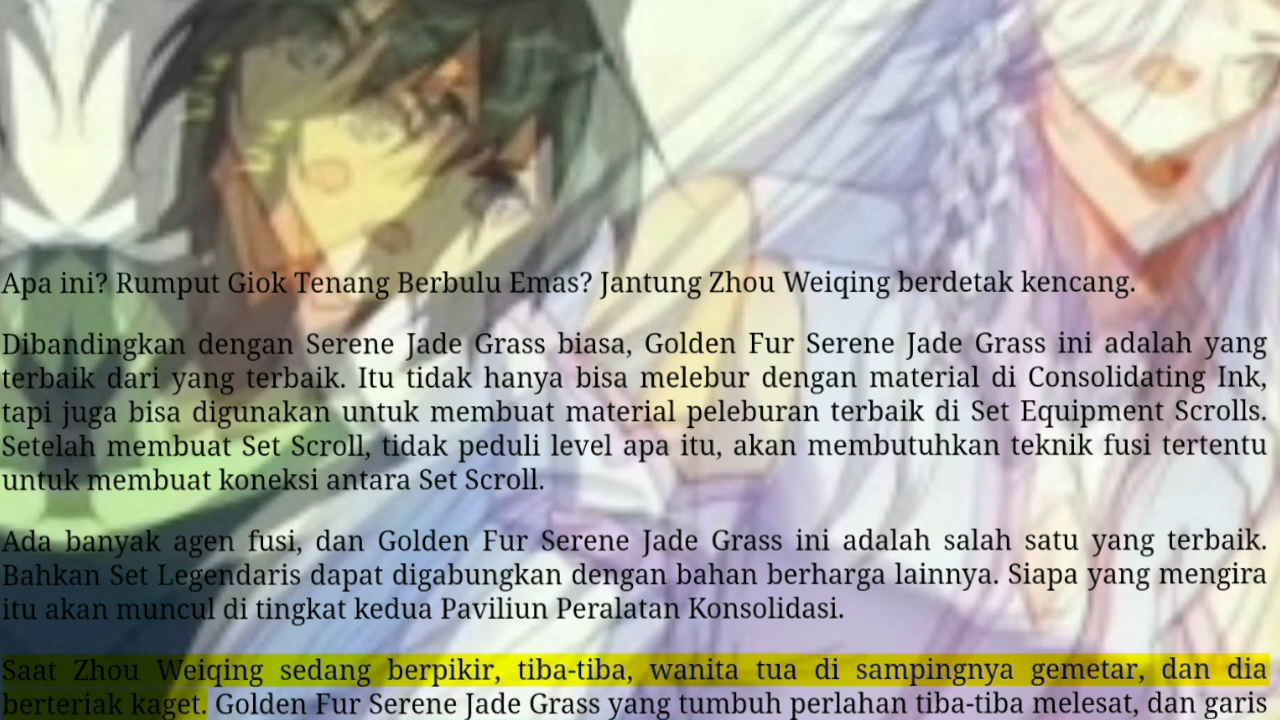 Apa ini? Rumput Giok Tenang Berbulu Emas? Jantung Zhou Weiqing berdetak kencang.
Dibandingkan dengan Serene Jade Grass biasa, Golden Fur Serene Jade Grass ini adalah yang
terbaik dari yang terbaik. Itu tidak hanya bisa melebur dengan material di Consolidating Ink,
tapi juga bisa digunakan untuk membuat material peleburan terbaik di Set Equipment Scrolls.
Setelah membuat Set Scroll, tidak peduli level apa itu, akan membutuhkan teknik fusi tertentu
untuk membuat koneksi antara Set Scroll.
Ada banyak agen fusi, dan Golden Fur Serene Jade Grass ini adalah salah satu yang terbaik.
Bahkan Set Legendaris dapat digabungkan dengan bahan berharga lainnya. Siapa yang mengira
itu akan muncul di tingkat kedua Paviliun Peralatan Konsolidasi.
Saat Zhou Weiqing sedang berpikir, tiba-tiba, wanita tua di sampingnya gemetar, dan dia
berteriak kaget. Golden Fur Serene Jade Grass yang tumbuh perlahan tiba-tiba melesat, dan garis